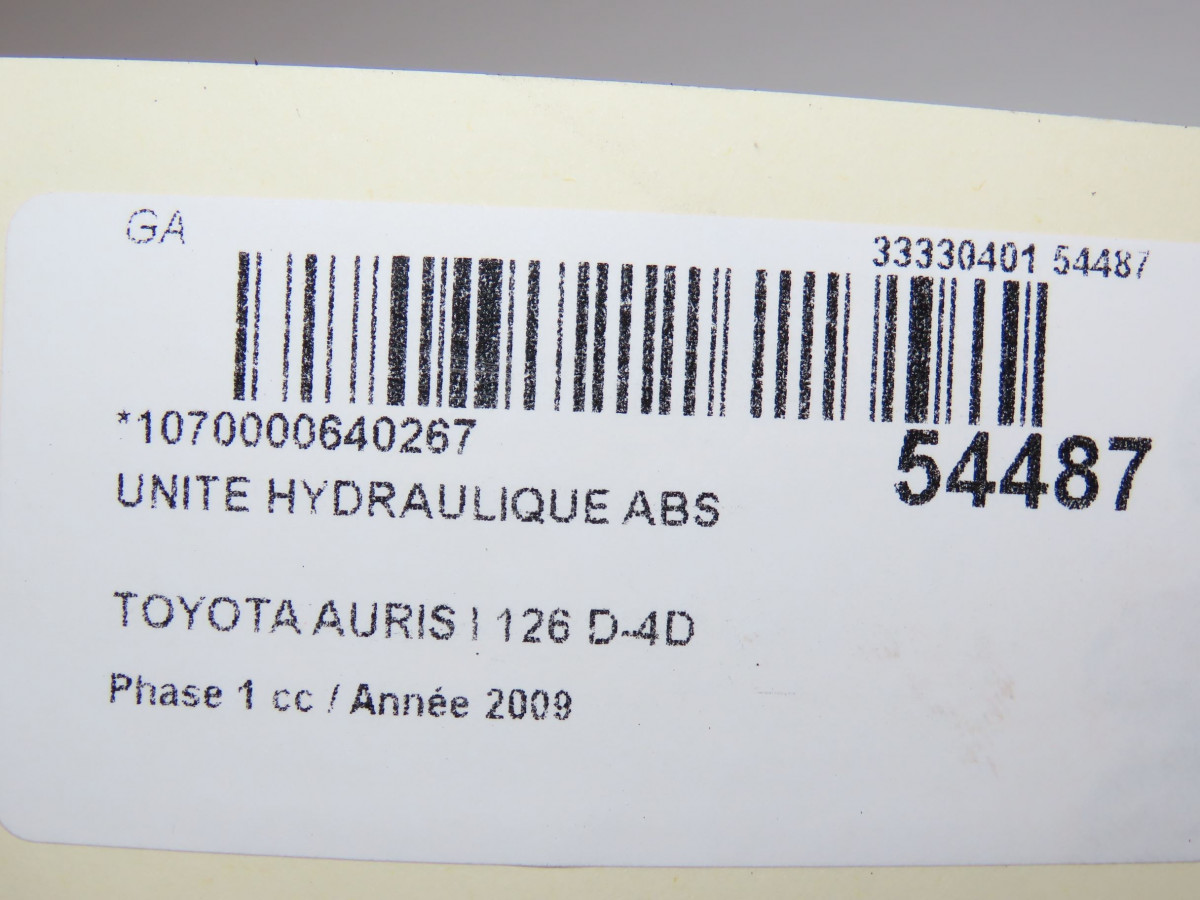 GA
33330401 54487
*1070000640267
54487
UNITE HYDRAULIQUE ABS
TOYOTA AURIS I 126 D-4D
Phase 1 cc / Année 2009